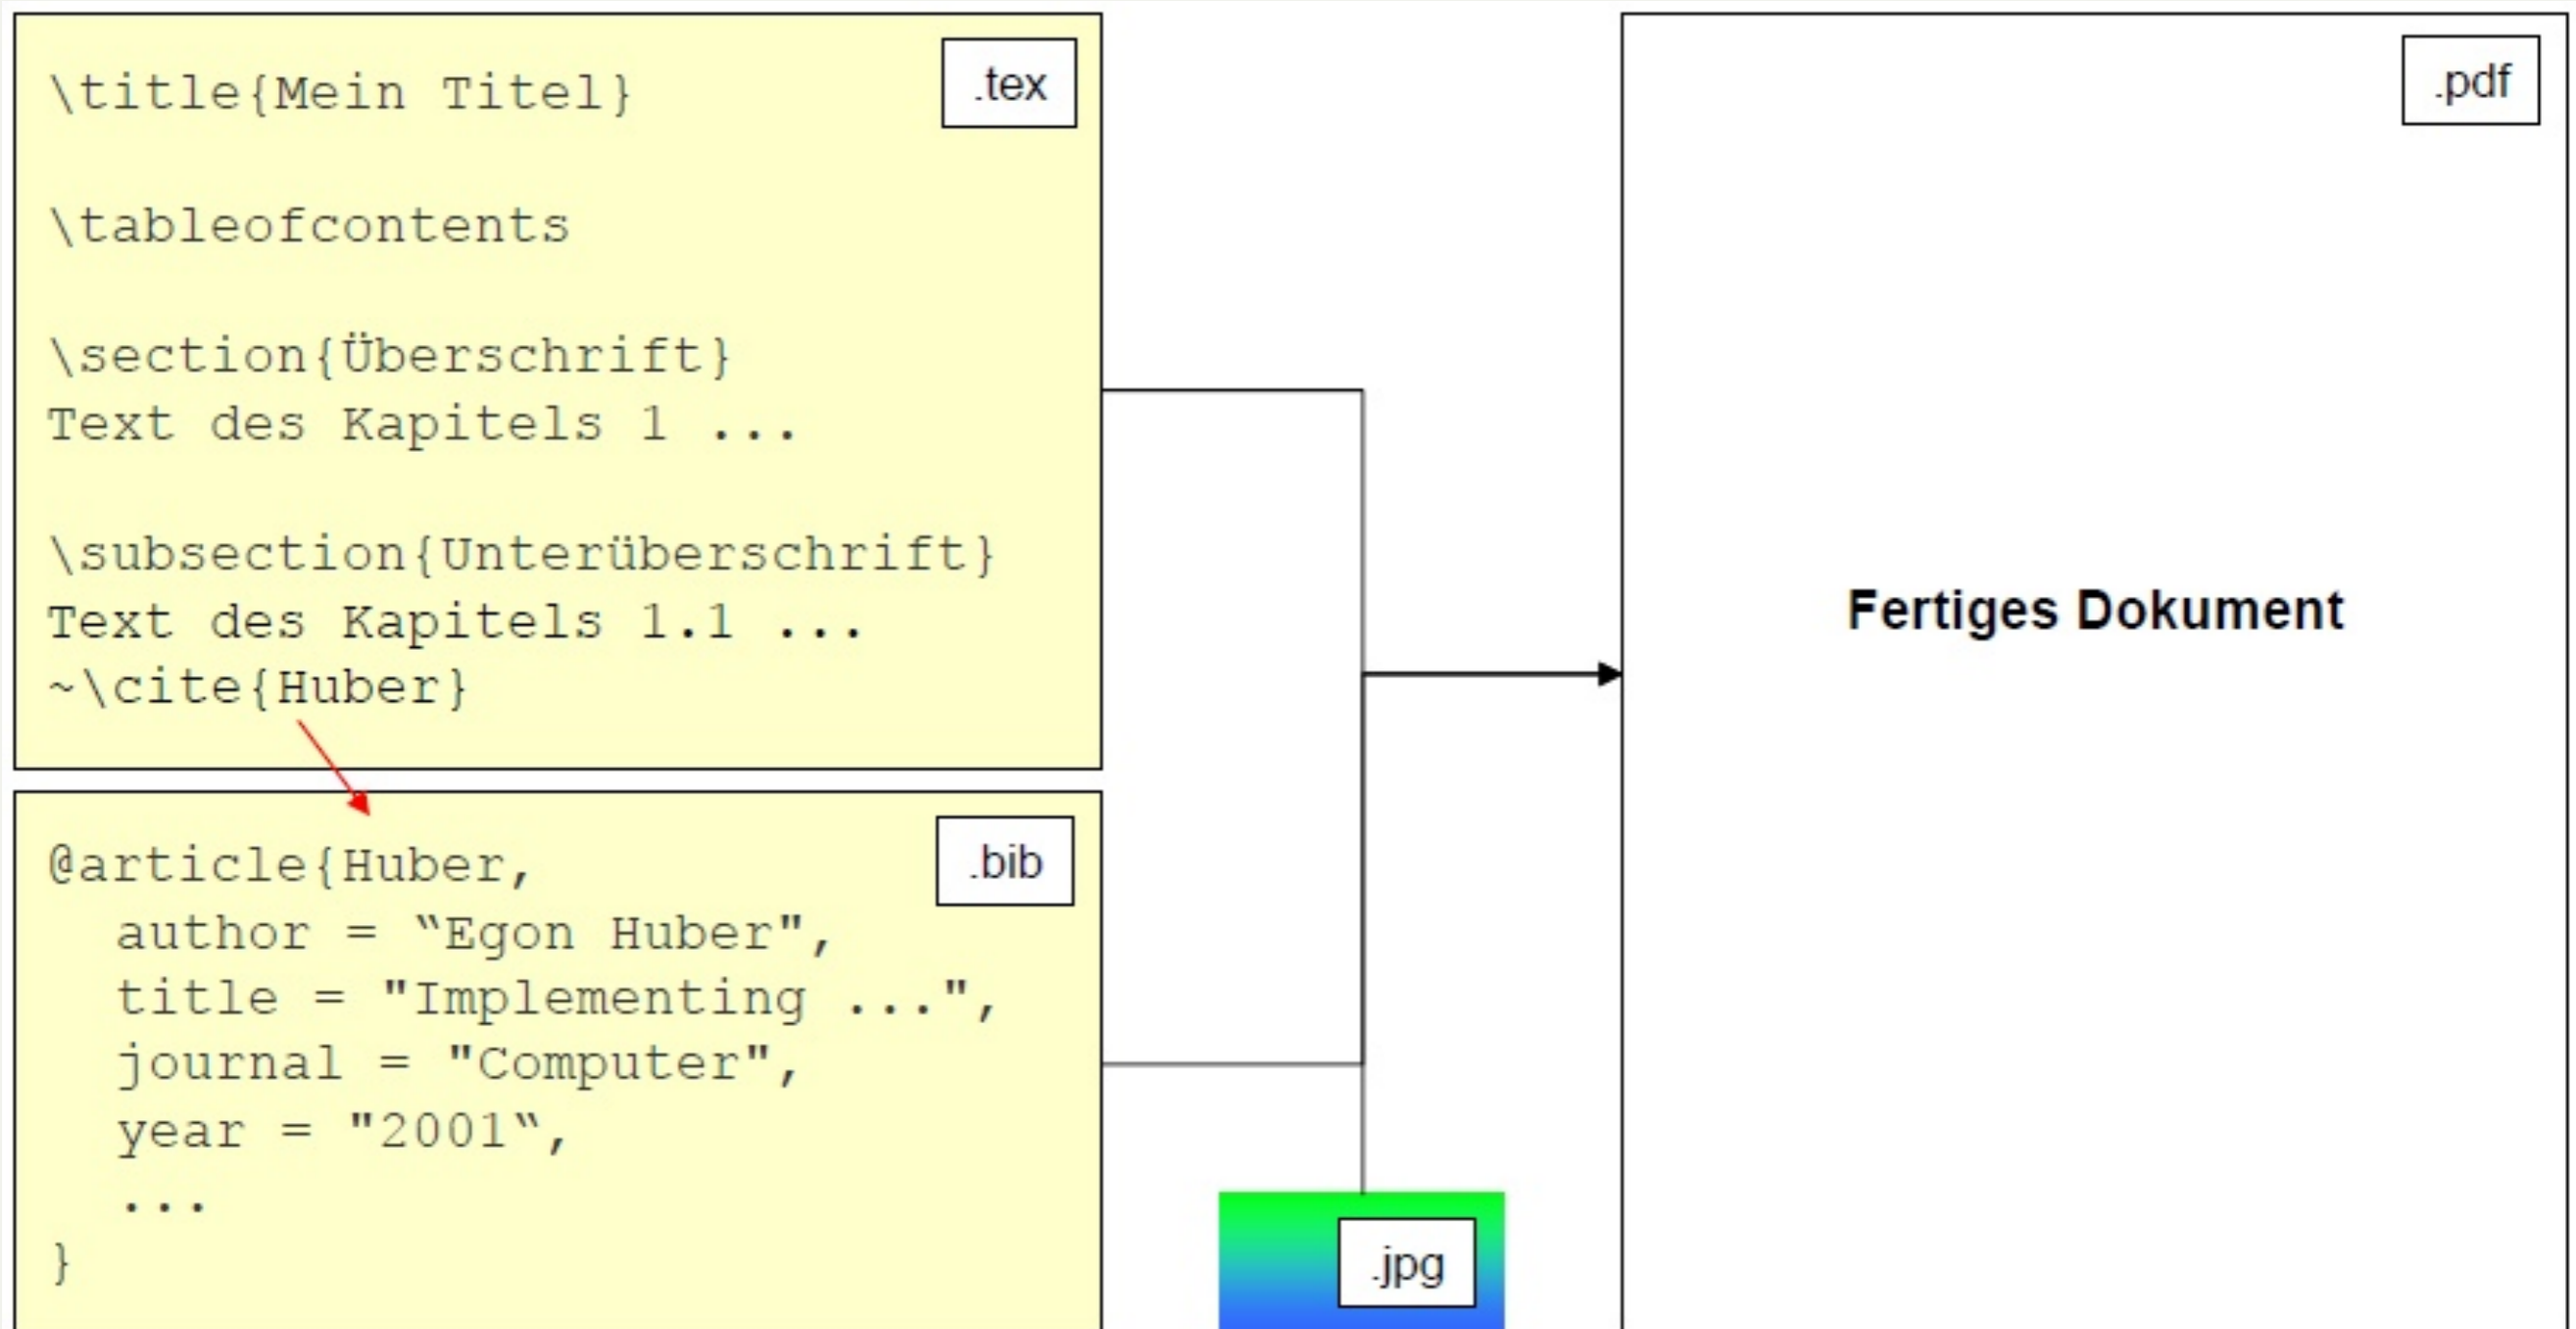 \title{Mein Titel}
.tex
\tableofcontents
\section{Überschrift}
Text des Kapitels 1 ...
\subsection{Unterüberschrift}
Text des Kapitels 1.1 ...
~\cite{Huber}
@article{Huber,
.bib
author = “Egon Huber",
title = "Implementing ...",
journal = "Computer",
year = "2001“,
...
}
.jpg
.pdf
Fertiges Dokument